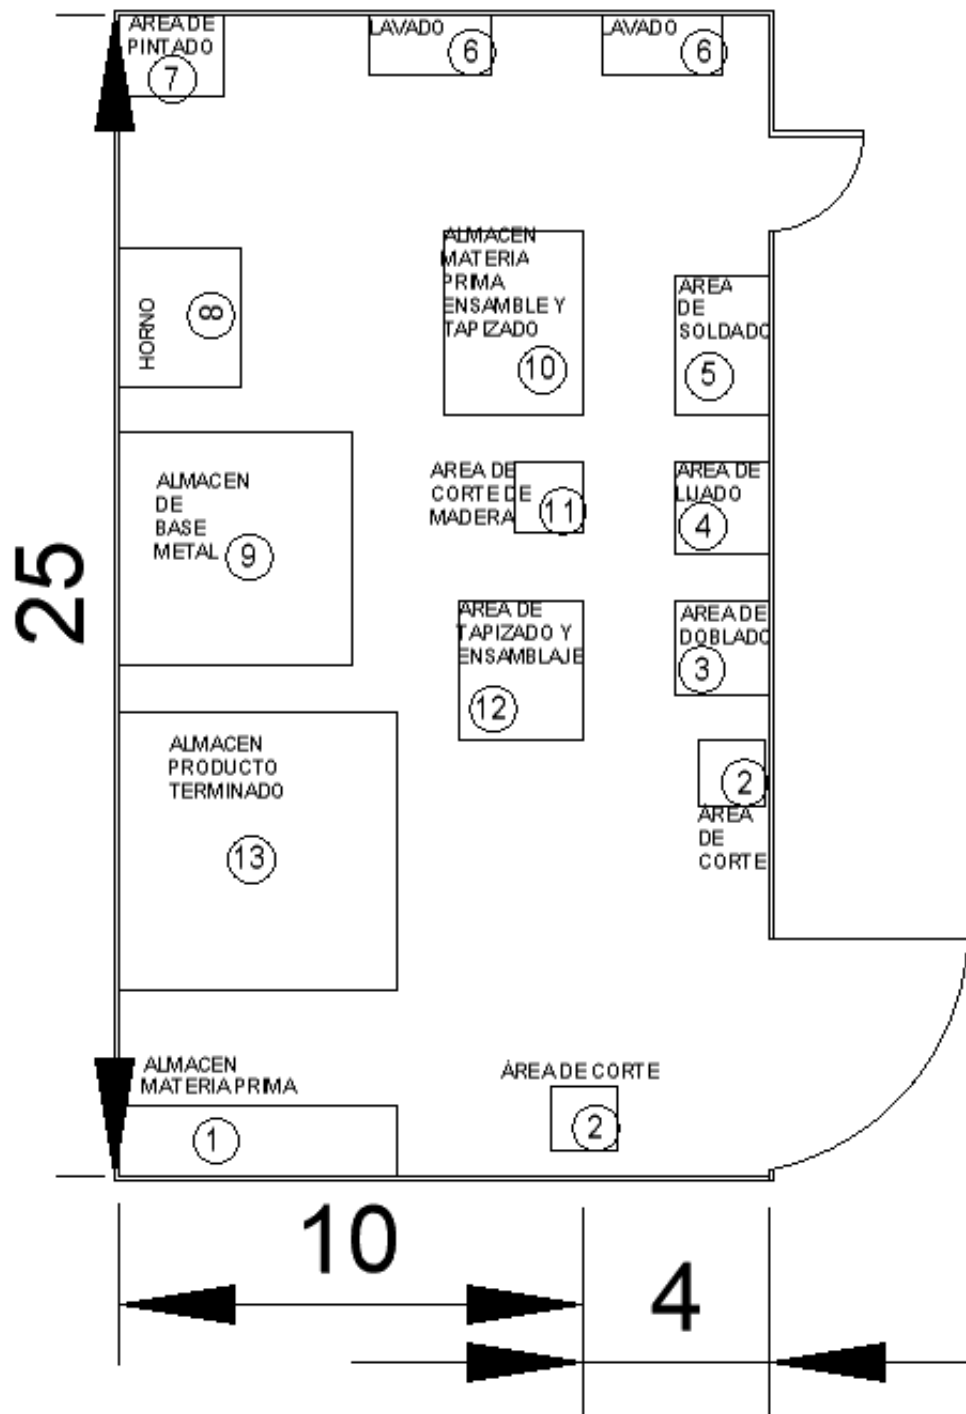 AREA DE
PINTADO
7
LAVADO
6
LAVADO
6
ALMACEN
MATERIA
PRIMA
ENSAMBLE Y
TAPIZADO
10
AREA
DE
SOLDADO
5
HORNO
8
AREA DE
CORTE DE
MADERA
11
AREA DE
LIJADO
4
ALMACEN
DE
BASE
METAL
9
25
AREA DE
TAPIZADO Y
ENSAMBLAJE
12
AREA DE
DOBLADO
3
ALMACEN
PRODUCTO
TERMINADO
13
2
ÁREA
DE
CORTE
ALMACEN
MATERIA PRIMA
1
ÁREA DE CORTE
2
10
4